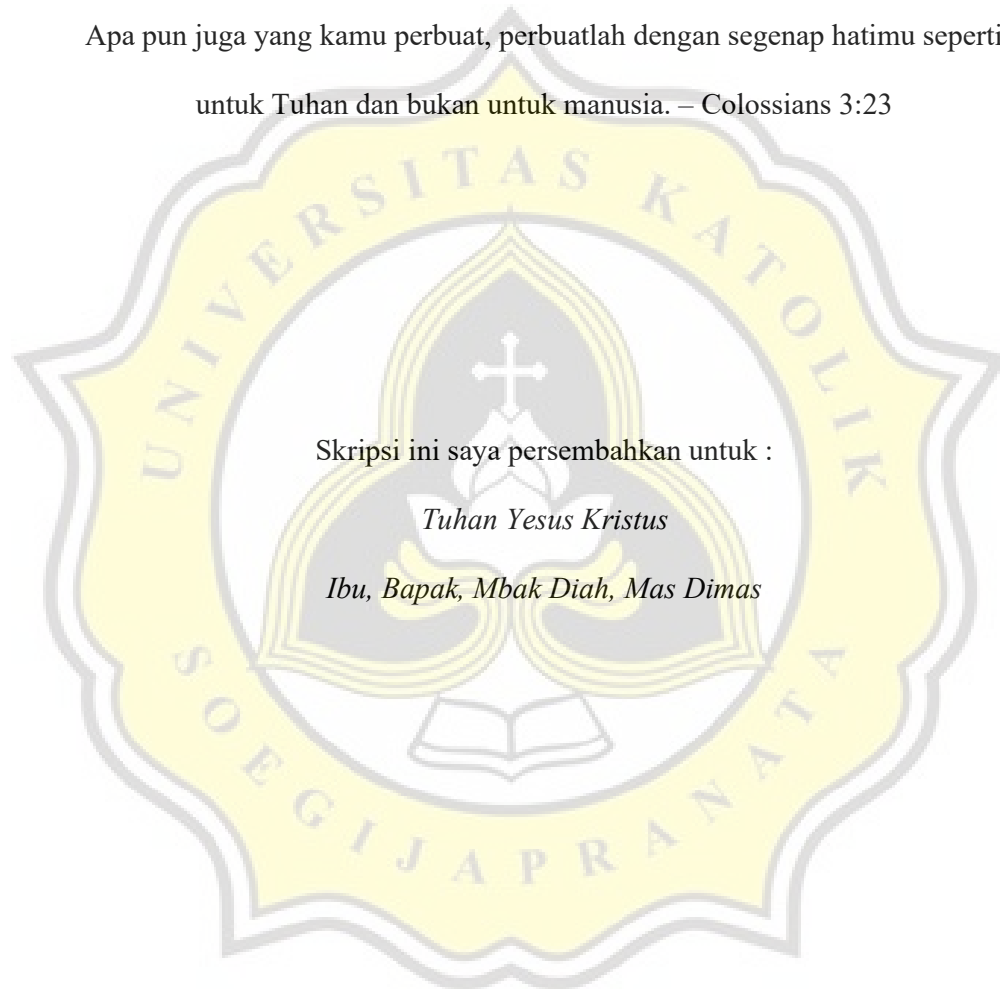 Apa pun juga yang kamu perbuat, perbuatlah dengan segenap hatimu seperti
untuk Tuhan dan bukan untuk manusia. – Colossians 3:23
UNIVERSITAS KATOLIK
Skripsi ini saya persembahkan untuk :
Tuhan Yesus Kristus
Ibu, Bapak, Mbak Diah, Mas Dimas
SOEGIJAPRANATA